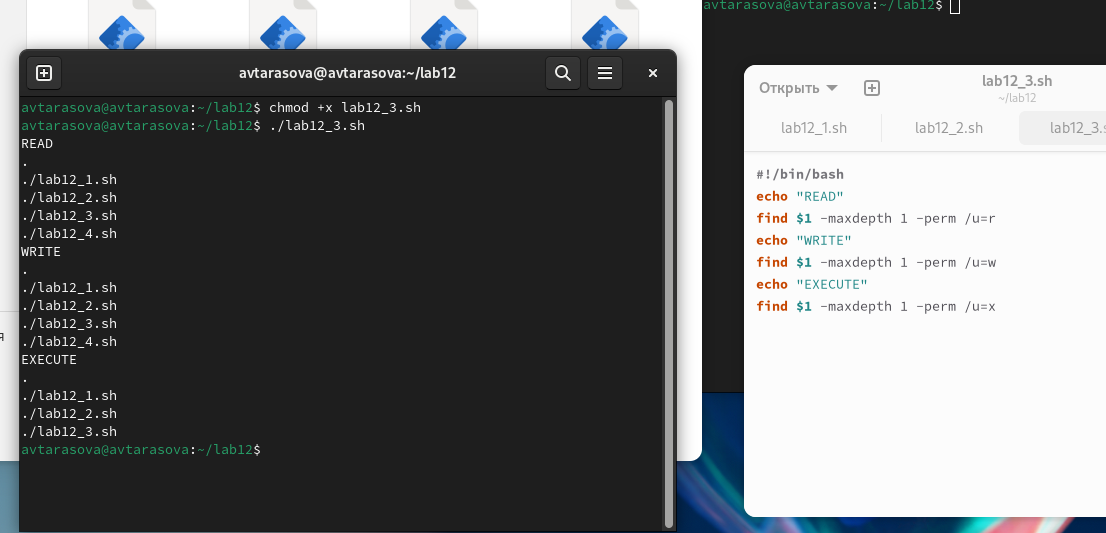 avtarasova@avtarasova:~/lab12$
avtarasova@avtarasova:~/lab12
avtarasova@avtarasova:~/lab12$ chmod +x lab12_3.sh
avtarasova@avtarasova:~/lab12$ ./lab12_3.sh
READ
.
./lab12_1.sh
./lab12_2.sh
./lab12_3.sh
./lab12_4.sh
WRITE
.
./lab12_1.sh
./lab12_2.sh
./lab12_3.sh
./lab12_4.sh
EXECUTE
.
./lab12_1.sh
./lab12_2.sh
./lab12_3.sh
avtarasova@avtarasova:~/lab12$
я
Открыть
lab12_3.sh
~/lab12
lab12_1.sh lab12_2.sh lab12_3.s
#!/bin/bash
echo "READ"
find $1 -maxdepth 1 -perm /u=r
echo "WRITE"
find $1 -maxdepth 1 -perm /u=w
echo "EXECUTE"
find $1 -maxdepth 1 -perm /u=x